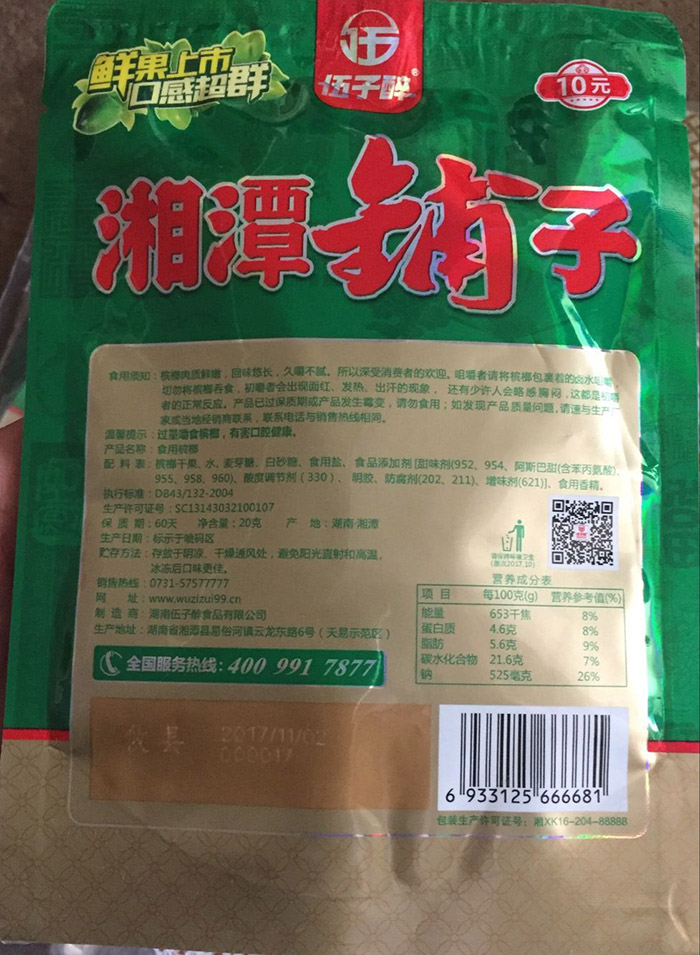 鲜果上市
口感超群
伍子醉®
10元
湘潭铺子
食用须知：槟榔肉质鲜嫩，回味悠长，久嚼不腻。所以深受消费者的欢迎。咀嚼者请将槟榔包裹着的卤水
切勿将槟榔吞食，初嚼者会出现面红、发热、出汗的现象，还有少许人会略感胸闷，这都是
者的正常反应。产品已过保质期或产品发生霉变，请勿食用；如发现产品质量问题，请速与生产厂
家或当地经销商联系，联系电话与销售热线相同。
温馨提示：过量嚼食槟榔，有害口腔健康。
产品名称：食用槟榔
配 料 表：槟榔干果、水、麦芽糖、白砂糖、食用盐、食品添加剂 [甜味剂(952、954、阿斯巴甜(含苯丙氨酸)、
955、958、960)、酸度调节剂（330）、明胶、防腐剂(202、211)、增味剂(621)]、食用香精。
执行标准：DB43/132-2004
生产许可证号：SC13143032100107
保 质 期：60天 净含量：20克 产 地：湖南·湘潭
生产日期：标示于喷码区
贮存方法：存放于阴凉、干燥通风处，避免阳光直射和高温，
冰冻后口味更佳。
销售热线：0731-57577777
网 址：www.wuzizui99.cn
制 造 商：湖南伍子醉食品有限公司
生产地址：湖南省湘潭县易俗河镇云龙东路6号（天易示范区）
全国服务热线：400 991 7877
请保持环境卫生
(版次2017.10)
营养成分表
项 目 每100克(g) 营养参考值(%)
能量 653千焦 8%
蛋白质 4.6克 8%
脂肪 5.6克 9%
碳水化合物 21.6克 7%
钠 525毫克 26%
2017/11/02
000017
6 933125 666681
包装生产许可证号：湘XK16-204-88888